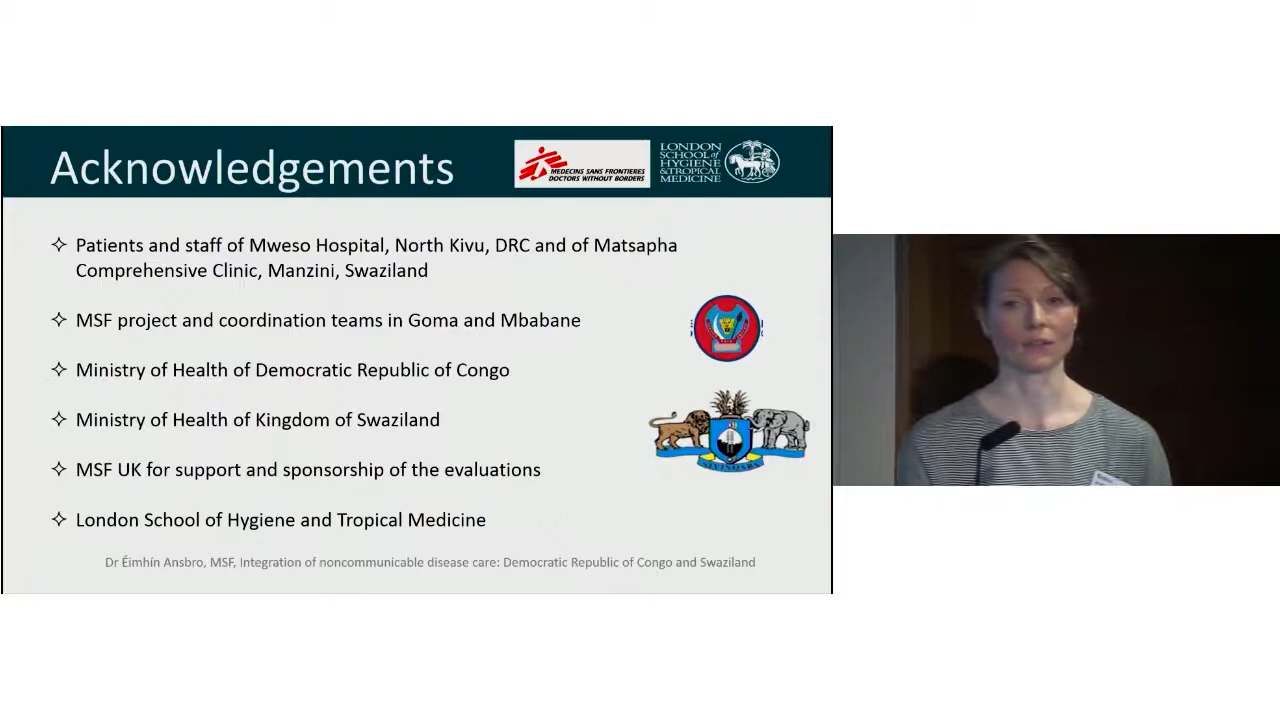 Acknowledgements
MEDECINS SANS FRONTIERES
DOCTORS WITHOUT BORDERS
LONDON
SCHOOL of
HYGIENE
& TROPICAL
MEDICINE
Patients and staff of Mweso Hospital, North Kivu, DRC and of Matsapha
Comprehensive Clinic, Manzini, Swaziland
MSF project and coordination teams in Goma and Mbabane
Ministry of Health of Democratic Republic of Congo
Ministry of Health of Kingdom of Swaziland
MSF UK for support and sponsorship of the evaluations
London School of Hygiene and Tropical Medicine
SIYINQABA
Dr Éimhín Ansbro, MSF, Integration of noncommunicable disease care: Democratic Republic of Congo and Swaziland